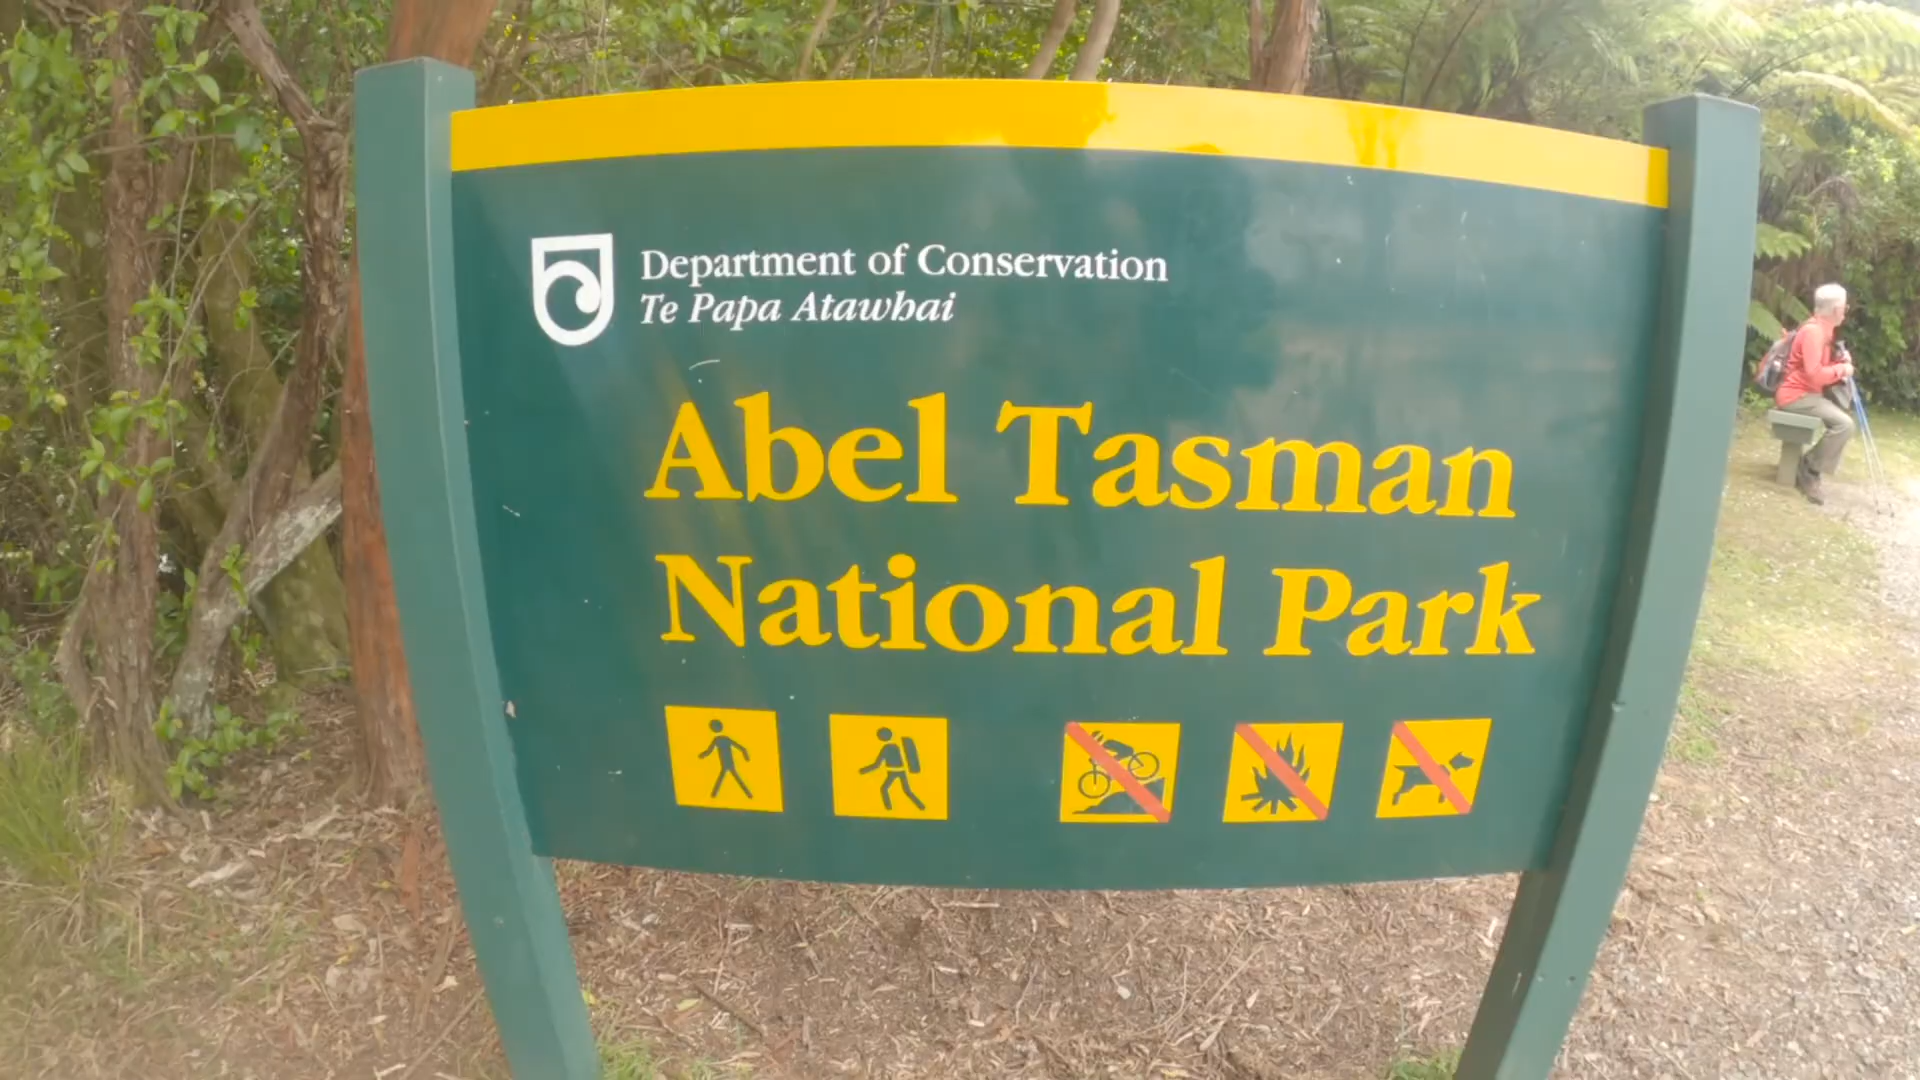 Department of Conservation
Te Papa Atawhai
Abel Tasman
National Park